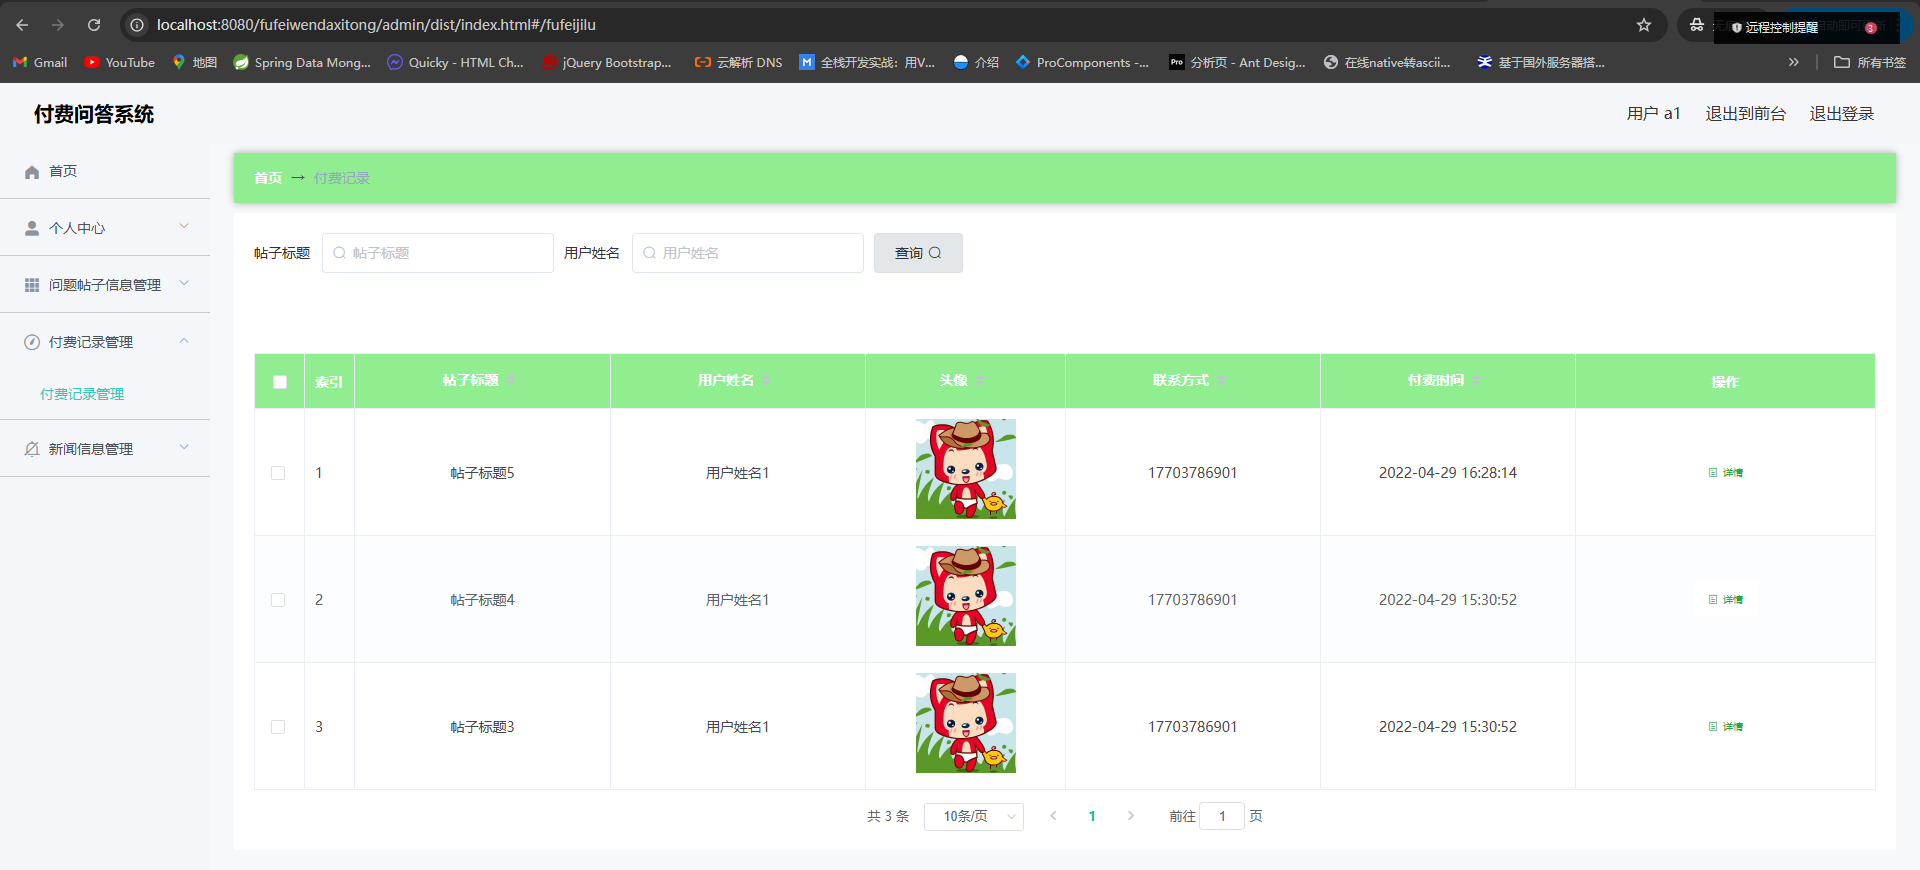 localhost:8080/fufeiwendaxitong/admin/dist/index.html#/fufeijilu
远程控制提醒 3
Gmail YouTube 地图 Spring Data Mong... Quicky - HTML Ch... jQuery Bootstrap... 云解析 DNS 全栈开发实战：用V... 介绍 ProComponents -... Pro 分析页 - Ant Desig... 在线native转ascii... 基于国外服务器搭... 所有书签
付费问答系统 用户 a1 退出到前台 退出登录
首页
个人中心
问题帖子信息管理
付费记录管理
付费记录管理
新闻信息管理
首页 → 付费记录
帖子标题 帖子标题 用户姓名 用户姓名 查询
索引 帖子标题 用户姓名 头像 联系方式 付费时间 操作
1 帖子标题5 用户姓名1 17703786901 2022-04-29 16:28:14 详情
2 帖子标题4 用户姓名1 17703786901 2022-04-29 15:30:52 详情
3 帖子标题3 用户姓名1 17703786901 2022-04-29 15:30:52 详情
共 3 条 10条/页 1 前往 1 页